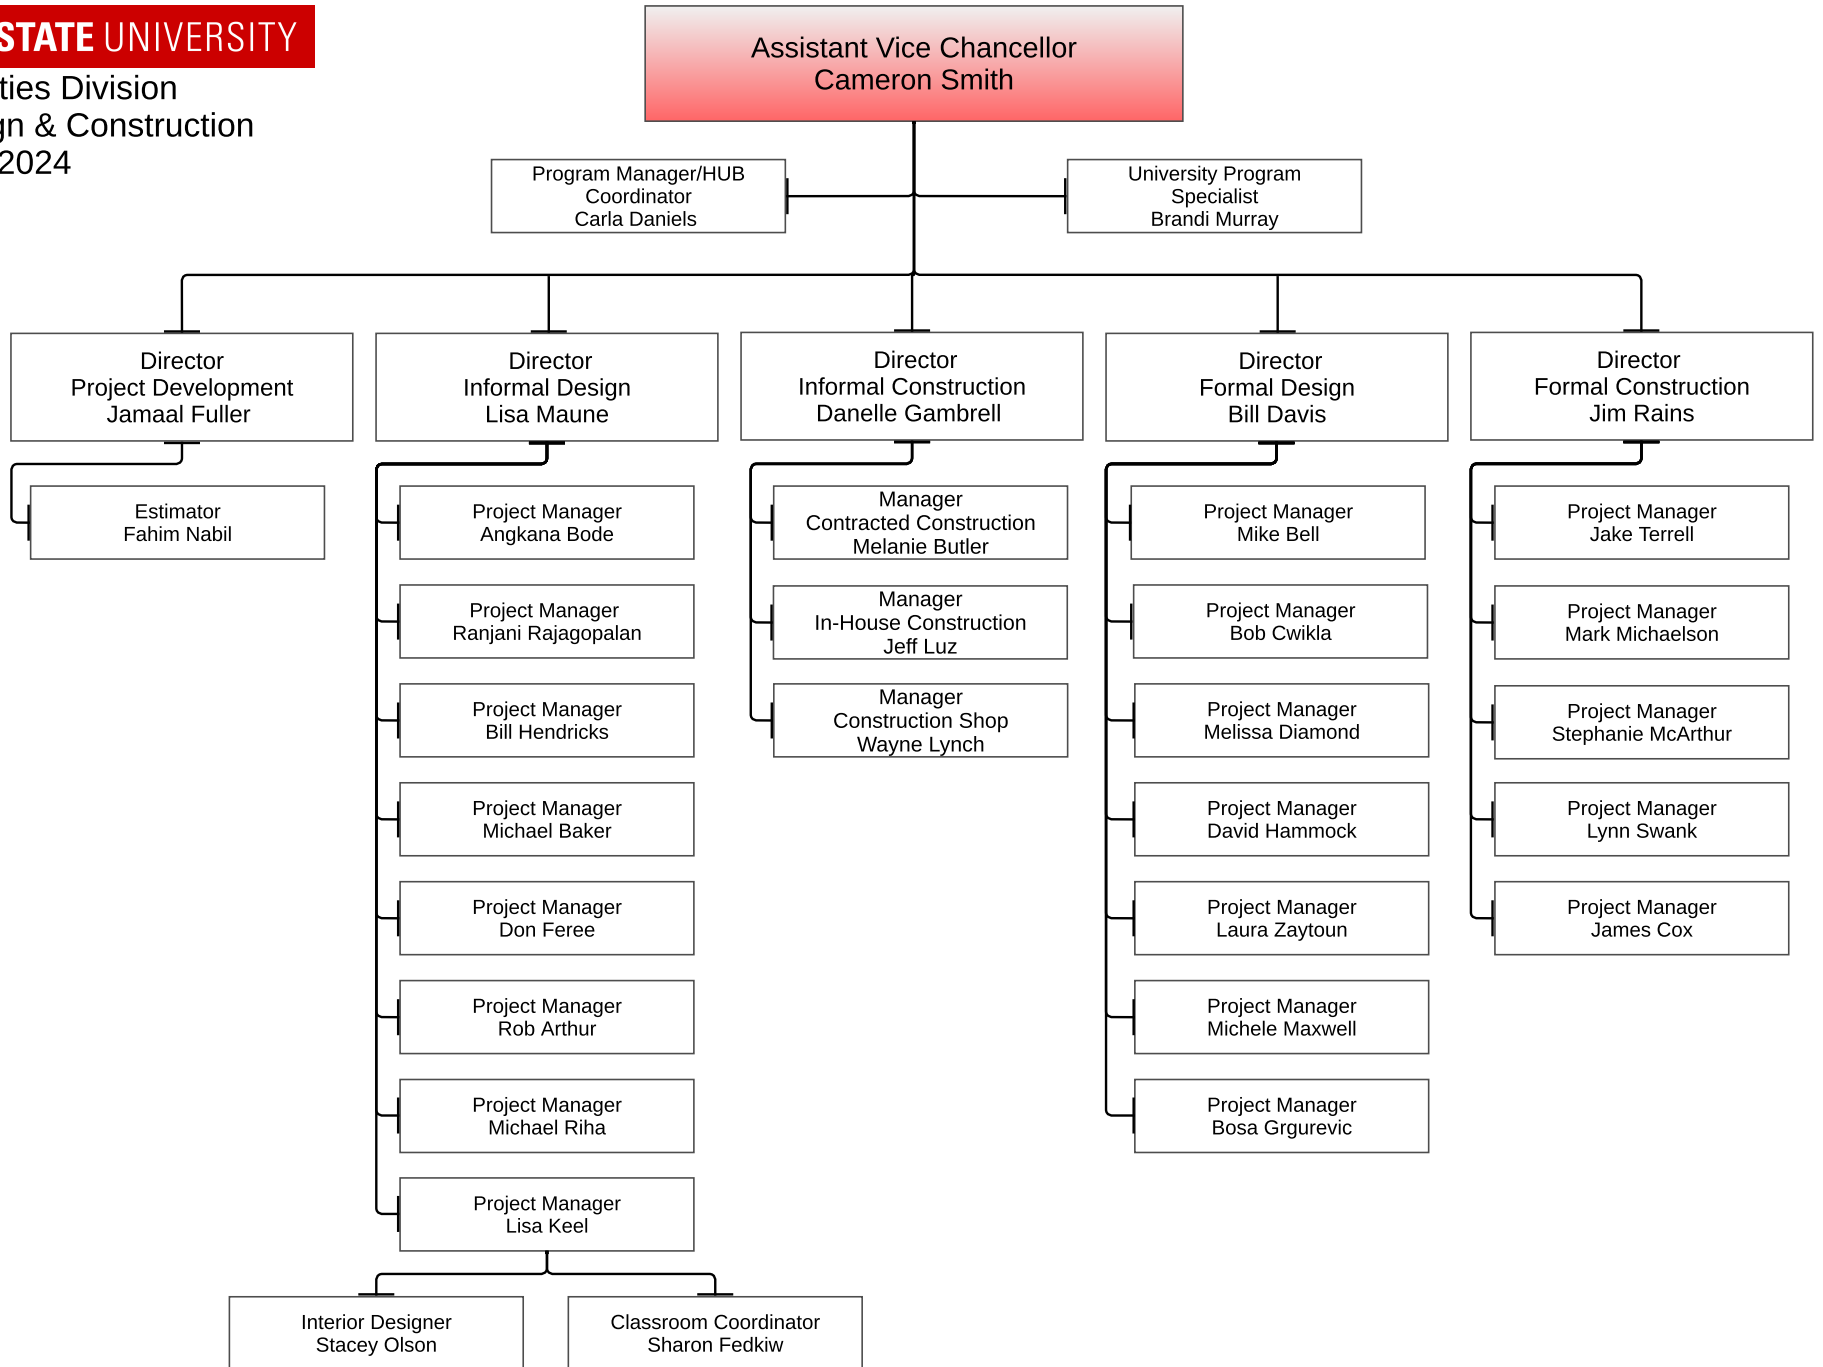 STATE UNIVERSITY
ties Division
gn & Construction
2024
Assistant Vice Chancellor
Cameron Smith
Program Manager/HUB
Coordinator
Carla Daniels
University Program
Specialist
Brandi Murray
Director
Project Development
Jamaal Fuller
Director
Informal Design
Lisa Maune
Director
Informal Construction
Danelle Gambrell
Director
Formal Design
Bill Davis
Director
Formal Construction
Jim Rains
Estimator
Fahim Nabil
Project Manager
Angkana Bode
Project Manager
Ranjani Rajagopalan
Project Manager
Bill Hendricks
Project Manager
Michael Baker
Project Manager
Don Feree
Project Manager
Rob Arthur
Project Manager
Michael Riha
Project Manager
Lisa Keel
Interior Designer
Stacey Olson
Classroom Coordinator
Sharon Fedkiw
Manager
Contracted Construction
Melanie Butler
Manager
In-House Construction
Jeff Luz
Manager
Construction Shop
Wayne Lynch
Project Manager
Mike Bell
Project Manager
Bob Cwikla
Project Manager
Melissa Diamond
Project Manager
David Hammock
Project Manager
Laura Zaytoun
Project Manager
Michele Maxwell
Project Manager
Bosa Grgurevic
Project Manager
Jake Terrell
Project Manager
Mark Michaelson
Project Manager
Stephanie McArthur
Project Manager
Lynn Swank
Project Manager
James Cox